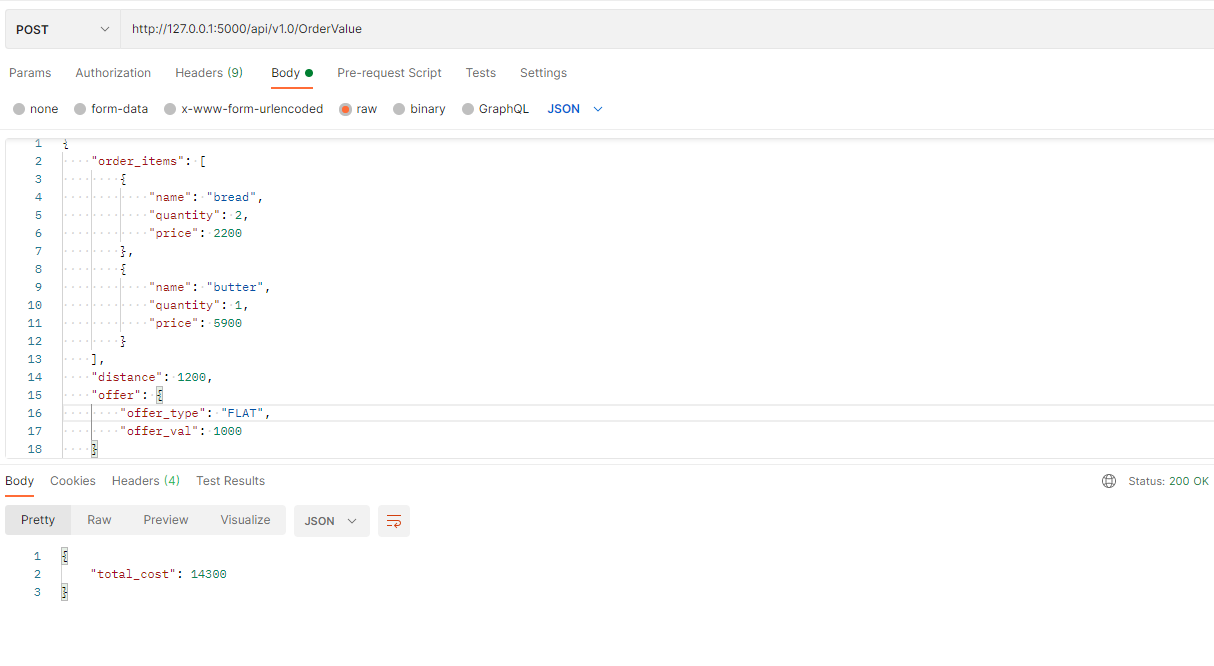 POST http://127.0.0.1:5000/api/v1.0/OrderValue
Params Authorization Headers (9) Body Pre-request Script Tests Settings
none form-data x-www-form-urlencoded raw binary GraphQL JSON
1 {
2 "order_items": [
3 {
4 "name": "bread",
5 "quantity": 2,
6 "price": 2200
7 },
8 {
9 "name": "butter",
10 "quantity": 1,
11 "price": 5900
12 }
13 ],
14 "distance": 1200,
15 "offer": {
16 "offer_type": "FLAT",
17 "offer_val": 1000
18 }
Body Cookies Headers (4) Test Results Status: 200 OK
Pretty Raw Preview Visualize JSON
1 {
2 "total_cost": 14300
3 }